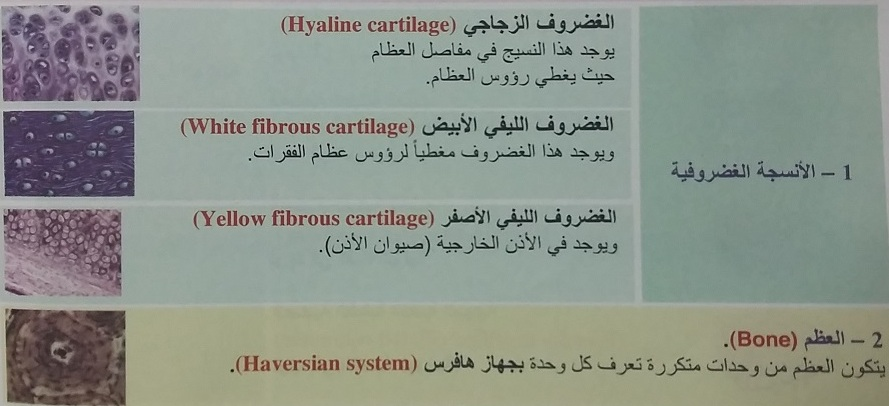 1 – الأنسجة الغضروفية
الغضروف الزجاجي (Hyaline cartilage)
يوجد هذا النسيج في مفاصل العظام
حيث يغطي رؤوس العظام.
الغضروف الليفي الأبيض (White fibrous cartilage)
ويوجد هذا الغضروف مغطياً لرؤوس عظام الفقرات.
الغضروف الليفي الأصفر (Yellow fibrous cartilage)
ويوجد في الأذن الخارجية (صيوان الأذن).
2 – العظم (Bone).
يتكون العظم من وحدات متكررة تعرف كل وحدة بجهاز هافرس (Haversian system).